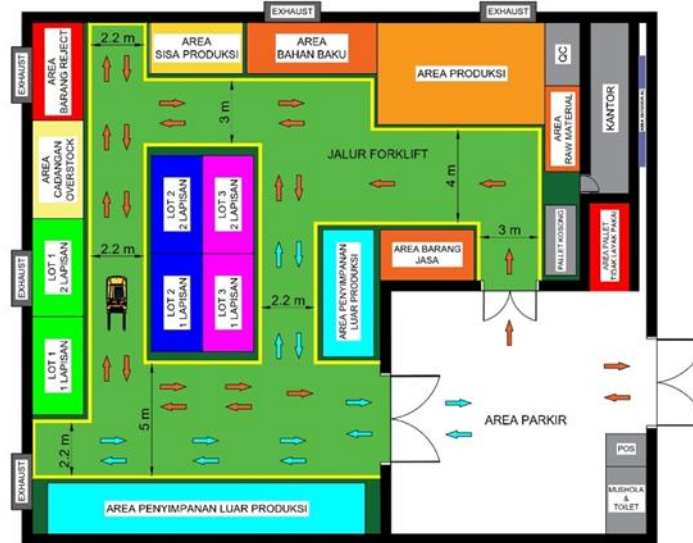 EXHAUST
EXHAUST
EXHAUST
AREA
BARANG REJECT
2.2 m
AREA
SISA PRODUKSI
AREA
BAHAN BAKU
AREA PRODUKSI
QC
KANTOR
3 m
AREA
CADANGAN
OVERSTOCK
JALUR FORKLIFT
4 m
AREA
RAW MATERIAL
LOT 2
2 LAPISAN
LOT 3
2 LAPISAN
LOT 1
2 LAPISAN
2.2 m
3 m
PALLET KOSONG
AREA PALLET
TIDAK LAYAK PAKAI
EXHAUST
AREA PENYIMPANAN
LUAR PRODUKSI
AREA BARANG
JASA
LOT 2
1 LAPISAN
LOT 3
1 LAPISAN
2.2 m
LOT 1
1 LAPISAN
5 m
AREA PARKIR
2.2 m
POS
EXHAUST
MUSHOLA
&
TOILET
AREA PENYIMPANAN LUAR PRODUKSI